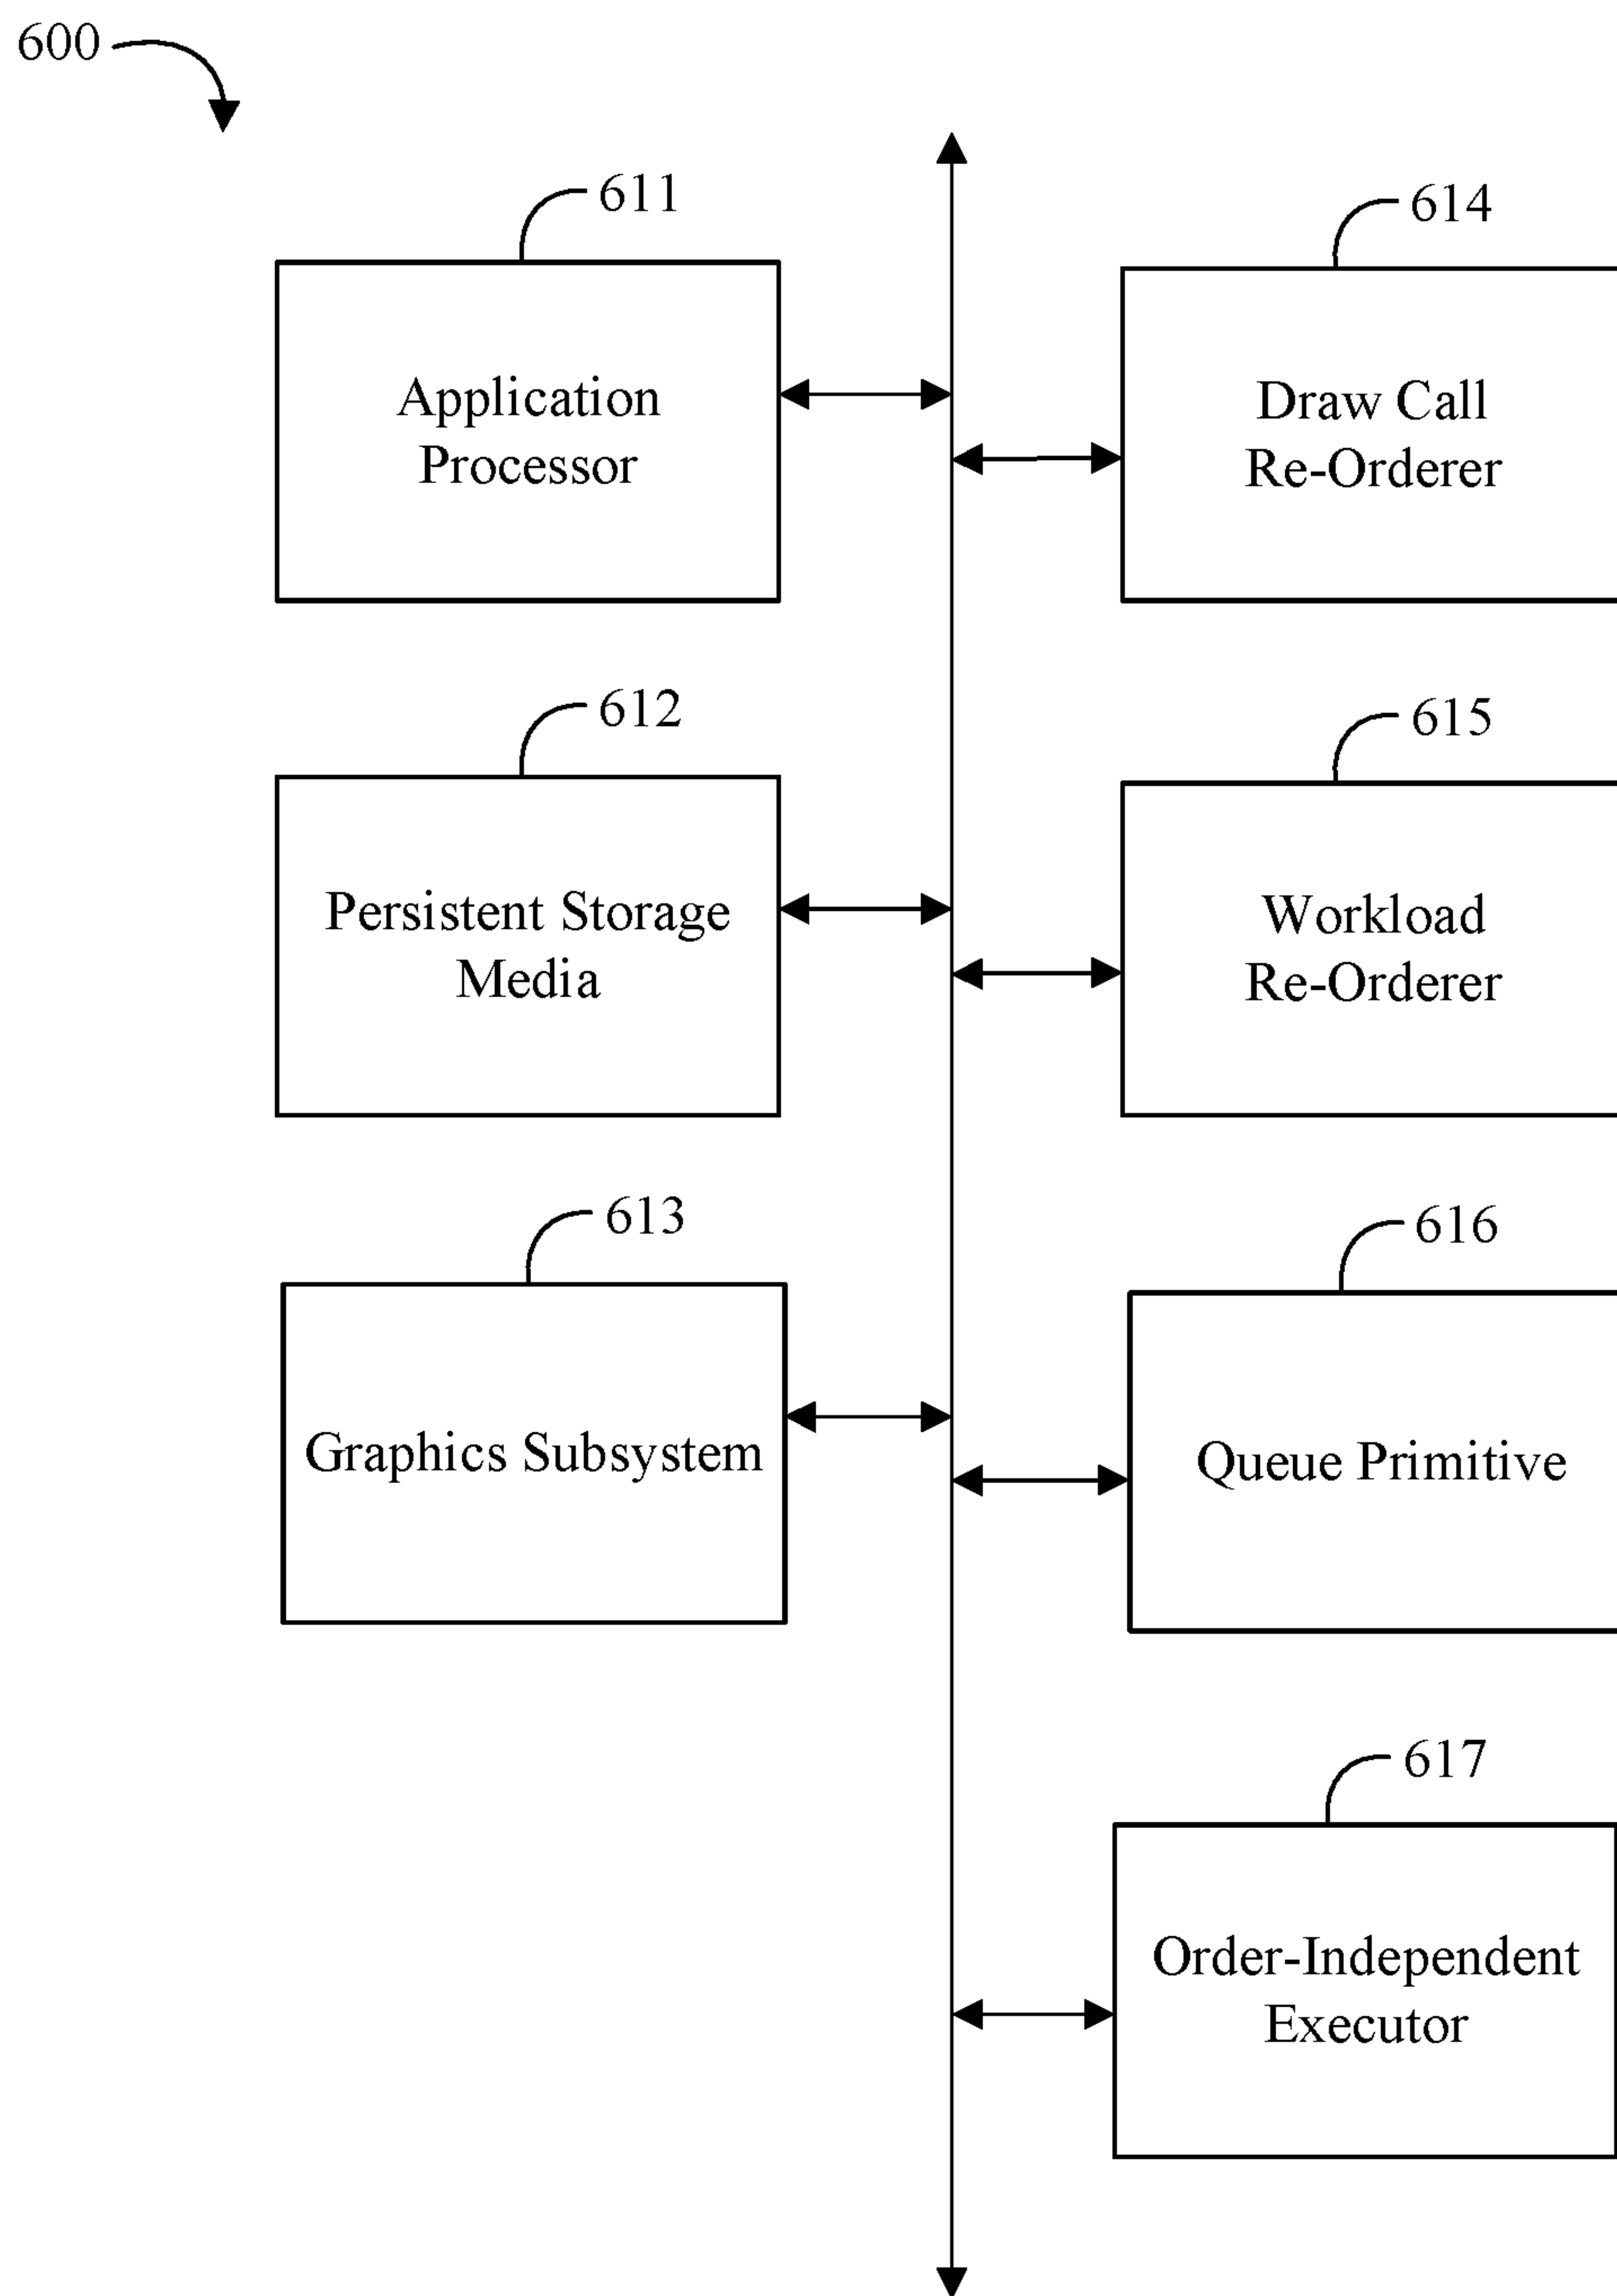 600
611
Application
Processor
614
Draw Call
Re-Orderer
612
Persistent Storage
Media
615
Workload
Re-Orderer
613
Graphics Subsystem
616
Queue Primitive
617
Order-Independent
Executor